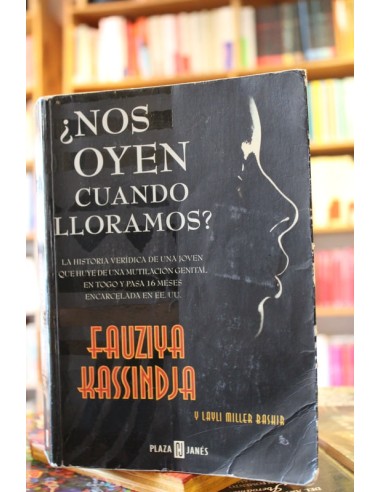 ¿NOS
OYEN
CUANDO
LLORAMOS?
LA HISTORIA VERÍDICA DE UNA JOVEN
QUE HUYE DE UNA MUTILACIÓN GENITAL
EN TOGO Y PASA 16 MESES
ENCARCELADA EN EE. UU.
FAUZIYA
KASSINDJA
Y LAYLI MILLER BASHIR
PLAZA JANÉS